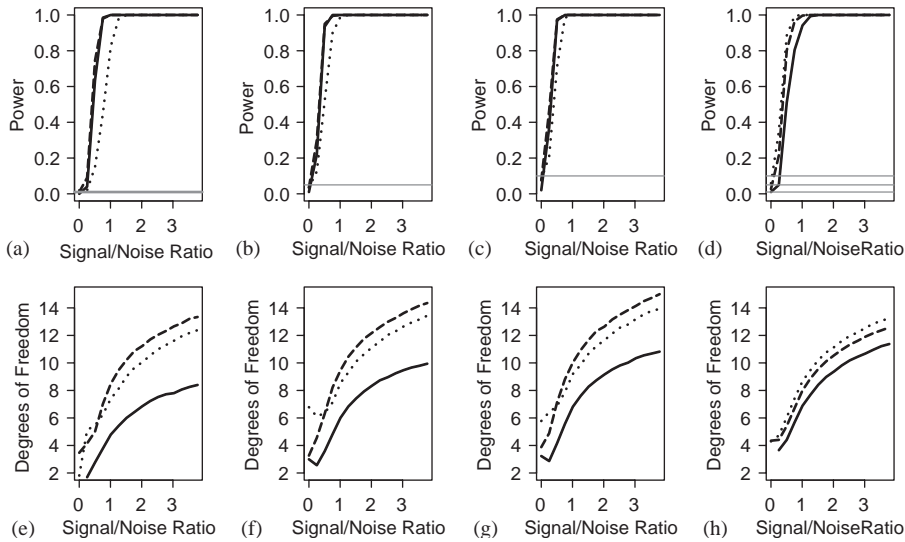 Power
1.0
0.8
0.6
0.4
0.2
0.0
0 1 2 3
(a) Signal/Noise Ratio
Power
1.0
0.8
0.6
0.4
0.2
0.0
0 1 2 3
(b) Signal/Noise Ratio
Power
1.0
0.8
0.6
0.4
0.2
0.0
0 1 2 3
(c) Signal/Noise Ratio
Power
1.0
0.8
0.6
0.4
0.2
0.0
0 1 2 3
(d) Signal/NoiseRatio
Degrees of Freedom
14
12
10
8
6
4
2
0 1 2 3
(e) Signal/Noise Ratio
Degrees of Freedom
14
12
10
8
6
4
2
0 1 2 3
(f) Signal/Noise Ratio
Degrees of Freedom
14
12
10
8
6
4
2
0 1 2 3
(g) Signal/Noise Ratio
Degrees of Freedom
14
12
10
8
6
4
2
0 1 2 3
(h) Signal/NoiseRatio